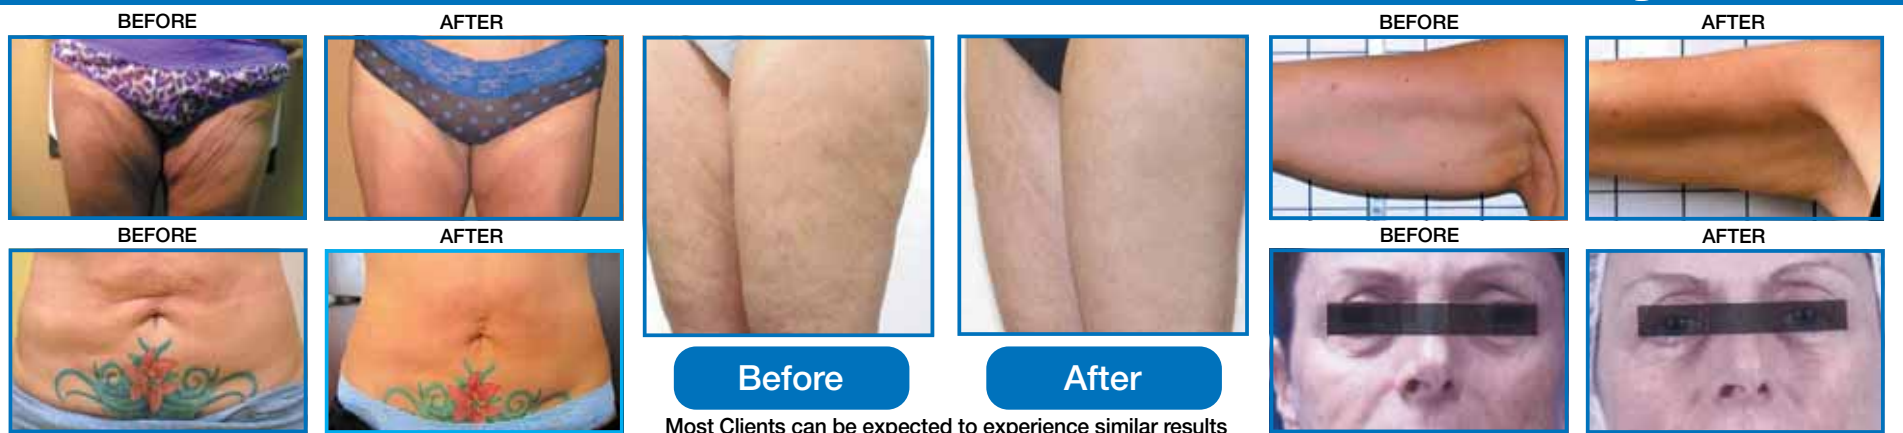 BEFORE
AFTER
BEFORE
AFTER
BEFORE
AFTER
BEFORE
AFTER
Before
After
Most Clients can be expected to experience similar results